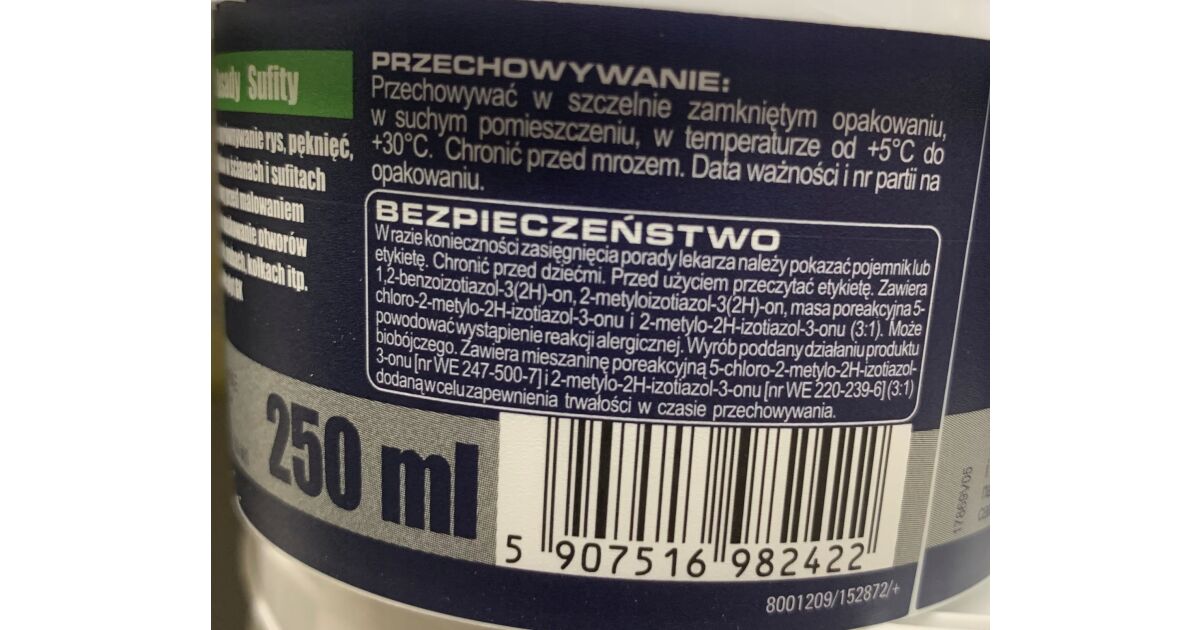 Sufity
rys, pęknięć,
w ścianach i sufitach
przed malowaniem
otworów
kołkach itp.
250 ml
PRZECHOWYWANIE:
Przechowywać w szczelnie zamkniętym opakowaniu,
w suchym pomieszczeniu, w temperaturze od +5°C do
+30°C. Chronić przed mrozem. Data ważności i nr partii na
opakowaniu.
BEZPIECZEŃSTWO
W razie konieczności zasięgnięcia porady lekarza należy pokazać pojemnik lub
etykietę. Chronić przed dziećmi. Przed użyciem przeczytać etykietę. Zawiera
1,2-benzoizotiazol-3(2H)-on, 2-metyloizotiazol-3(2H)-on, masa poreakcyjna 5-
chloro-2-metylo-2H-izotiazol-3-onu i 2-metylo-2H-izotiazol-3-onu (3:1). Może
powodować wystąpienie reakcji alergicznej. Wyrób poddany działaniu produktu
biobójczego. Zawiera mieszaninę poreakcyjną 5-chloro-2-metylo-2H-izotiazol-
3-onu [nr WE 247-500-7] i 2-metylo-2H-izotiazol-3-onu [nr WE 220-239-6] (3:1)
dodaną w celu zapewnienia trwałości w czasie przechowywania.
5 907516 982422
8001209/152872/+
17869V05